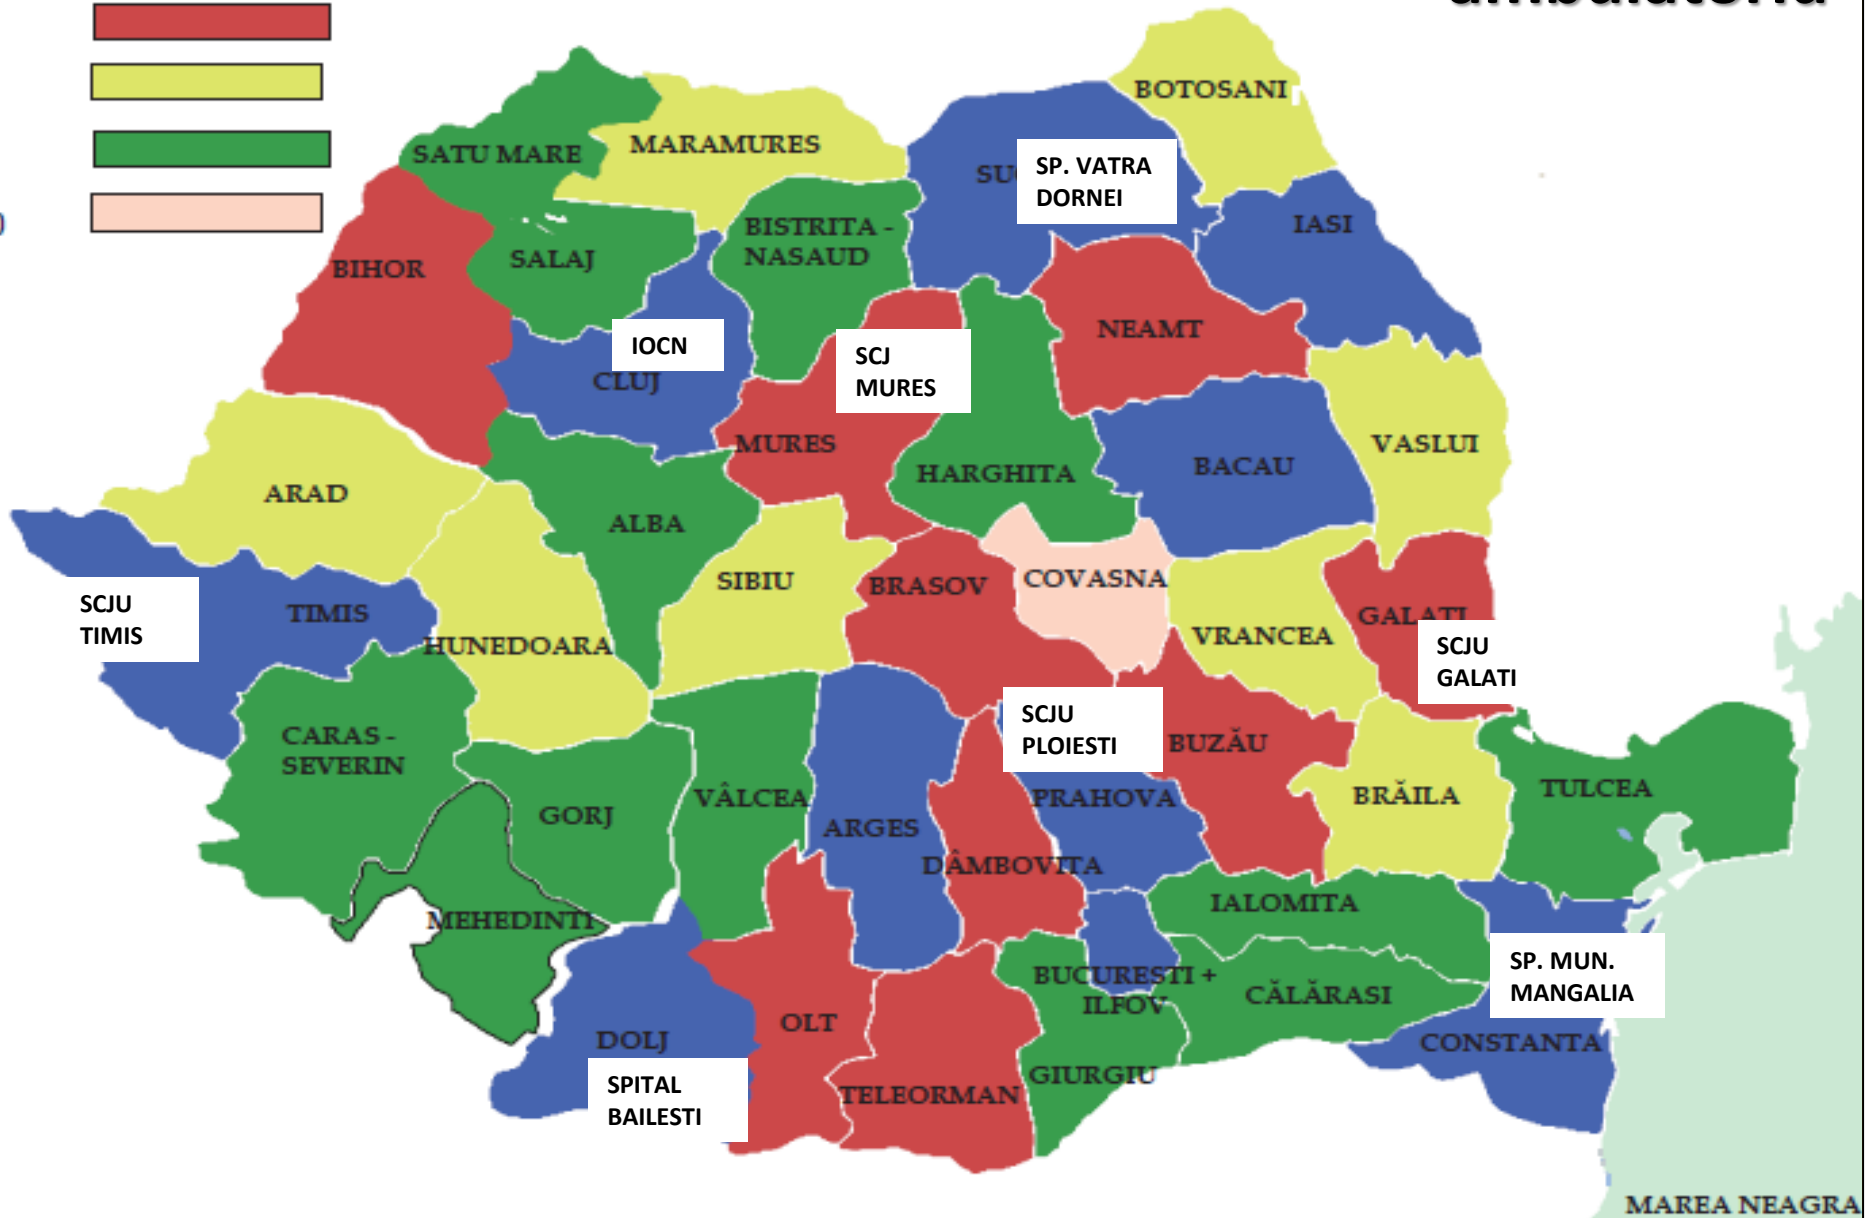 BOTOSANI
SATU MARE
MARAMURES
SP. VATRA
DORNEI
BISTRITA -
NASAUD
IASI
SALAJ
BIHOR
NEAMT
IOCN
CLUJ
SCJ
MURES
MURES
HARGHITA
BACAU
VASLUI
ARAD
ALBA
SIBIU
BRASOV
COVASNA
SCJU
TIMIS
TIMIS
HUNEDOARA
VRANCEA
GALATI
SCJU
GALATI
SCJU
PLOIESTI
CARAS -
SEVERIN
BUZĂU
GORJ
VÂLCEA
ARGES
PRAHOVA
BRĂILA
TULCEA
DÂMBOVITA
MEHEDINTI
IALOMITA
BUCURESTI +
ILFOV
CĂLĂRASI
SP. MUN.
MANGALIA
DOLJ
OLT
CONSTANTA
SPITAL
BAILESTI
TELEORMAN
GIURGIU
MAREA NEAGRA